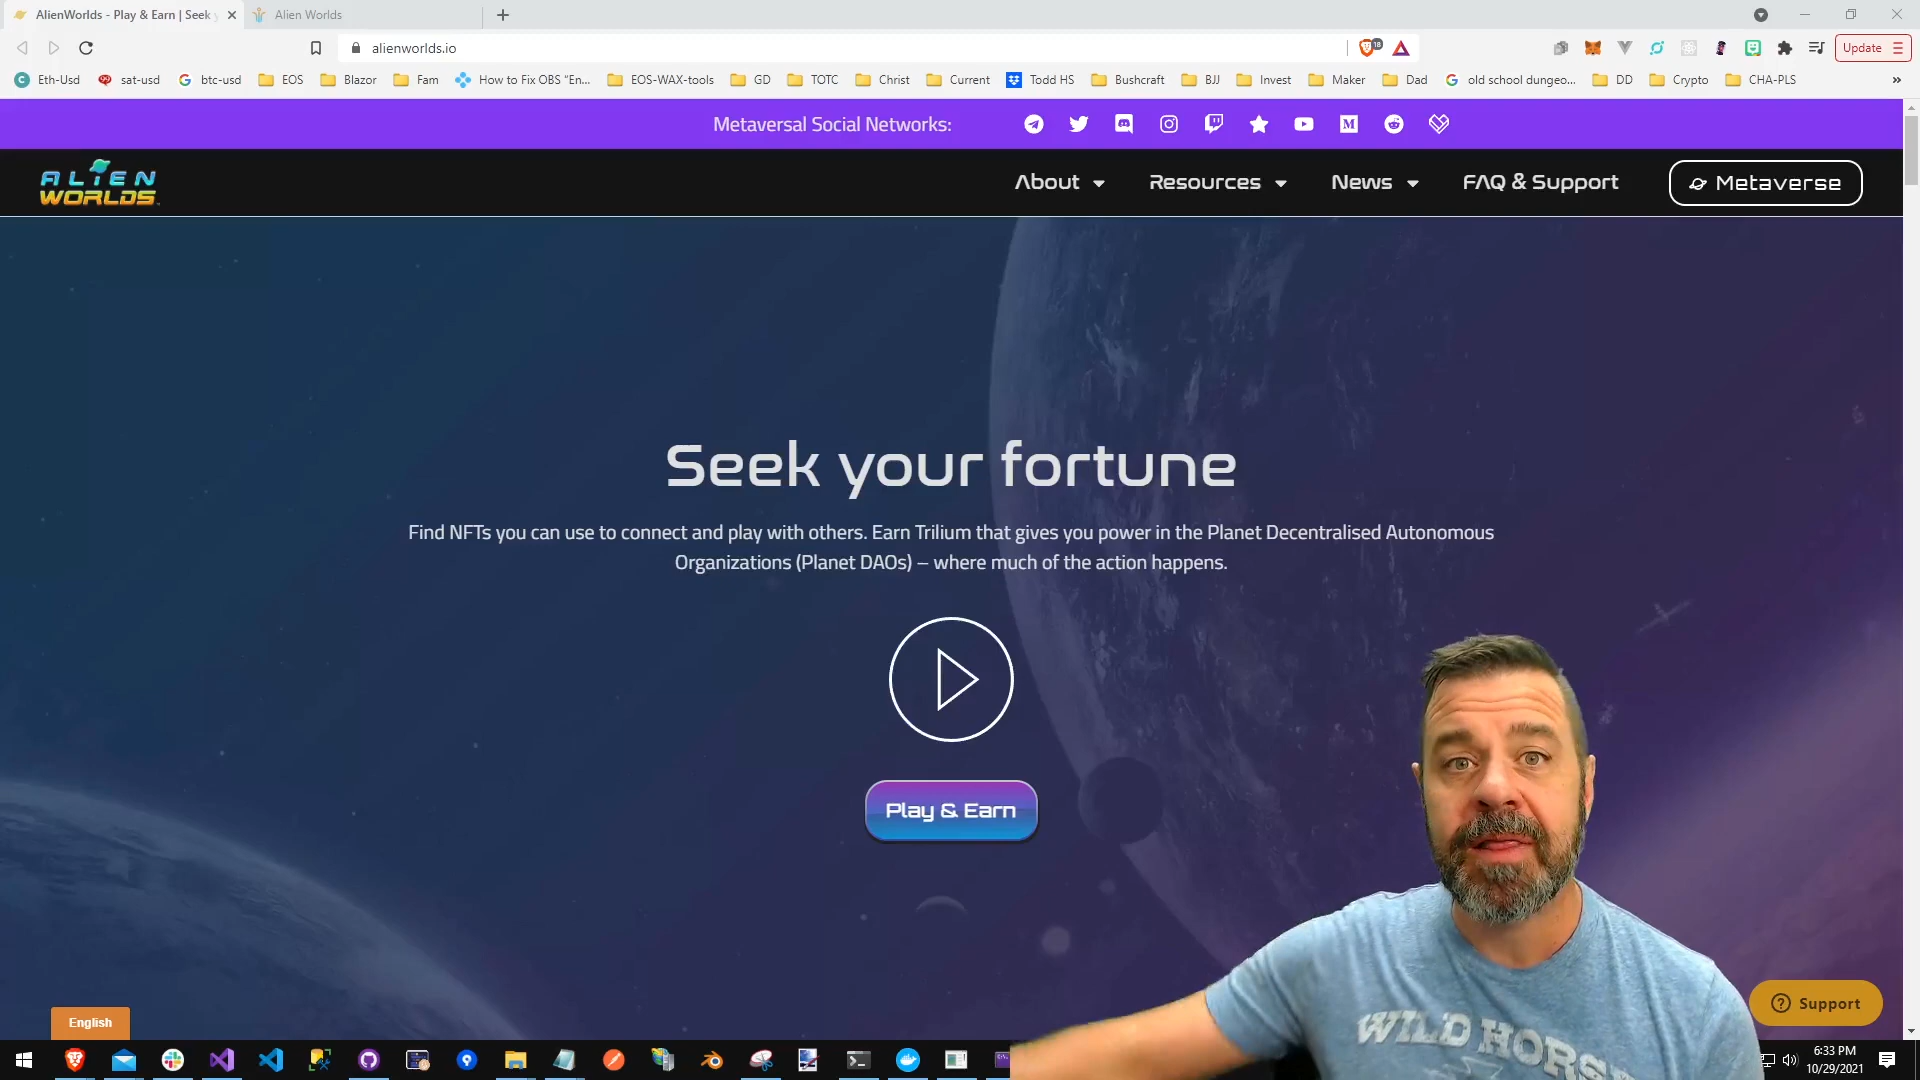 AlienWorlds - Play & Earn | Seek y
Alien Worlds
alienworlds.io
18
Update
Eth-Usd
sat-usd
btc-usd
EOS
Blazor
Fam
How to Fix OBS “En...
EOS-WAX-tools
GD
TOTC
Christ
Current
Todd HS
Bushcraft
BJJ
Invest
Maker
Dad
old school dungeo...
DD
Crypto
CHA-PLS
»
Metaversal Social Networks:
ALIEN
WORLDS
About
Resources
News
FAQ & Support
Metaverse
Seek your fortune
Find NFTs you can use to connect and play with others. Earn Trilium that gives you power in the Planet Decentralised Autonomous
Organizations (Planet DAOs) – where much of the action happens.
Play & Earn
WILD HORSE
Support
English
6:33 PM
10/29/2021